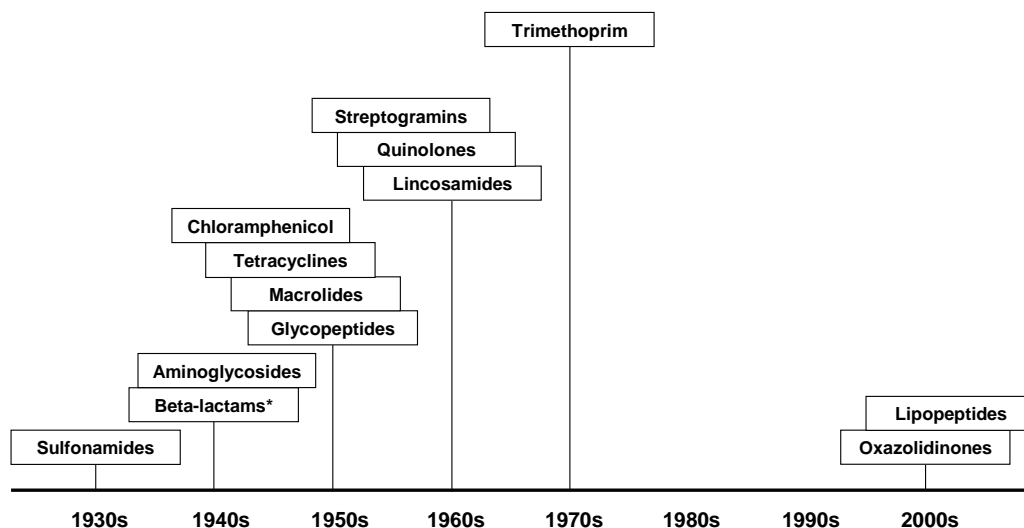 Trimethoprim
Streptogramins
Quinolones
Lincosamides
Chloramphenicol
Tetracyclines
Macrolides
Glycopeptides
Aminoglycosides
Beta-lactams*
Lipopeptides
Sulfonamides
Oxazolidinones
1930s 1940s 1950s 1960s 1970s 1980s 1990s 2000s